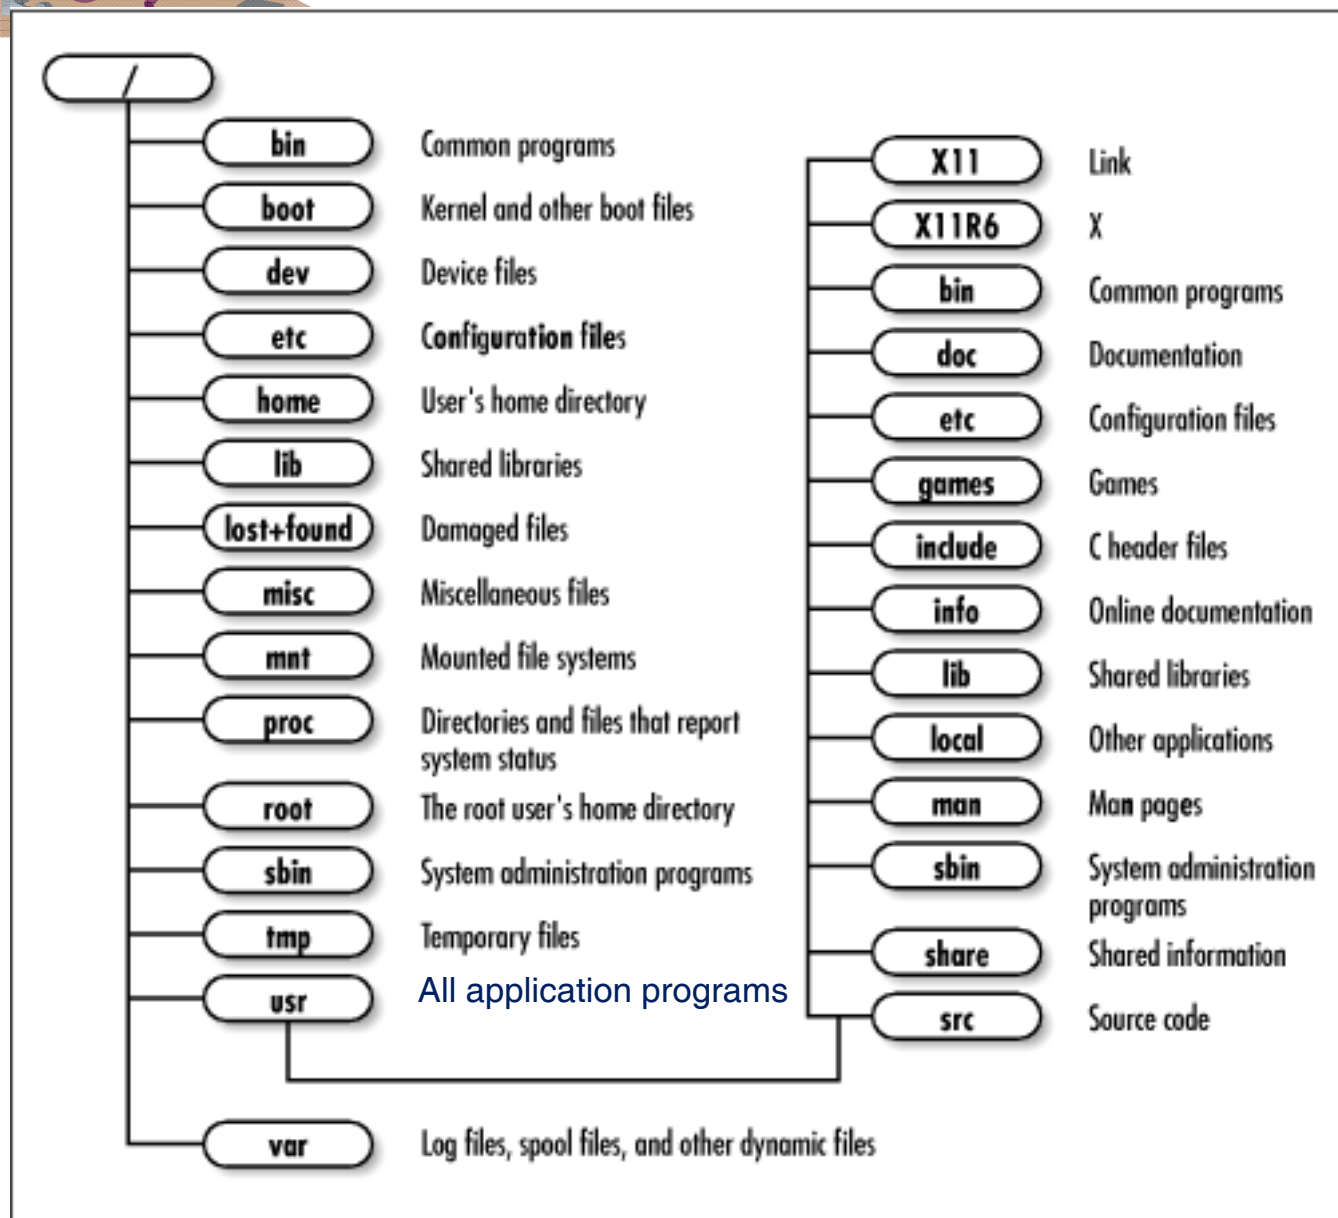 /
bin Common programs
boot Kernel and other boot files
dev Device files
etc Configuration files
home User's home directory
lib Shared libraries
lost+found Damaged files
misc Miscellaneous files
mnt Mounted file systems
proc Directories and files that report
system status
root The root user's home directory
sbin System administration programs
tmp Temporary files
usr All application programs
var Log files, spool files, and other dynamic files
X11 Link
X11R6 X
bin Common programs
doc Documentation
etc Configuration files
games Games
include C header files
info Online documentation
lib Shared libraries
local Other applications
man Man pages
sbin System administration
programs
share Shared information
src Source code